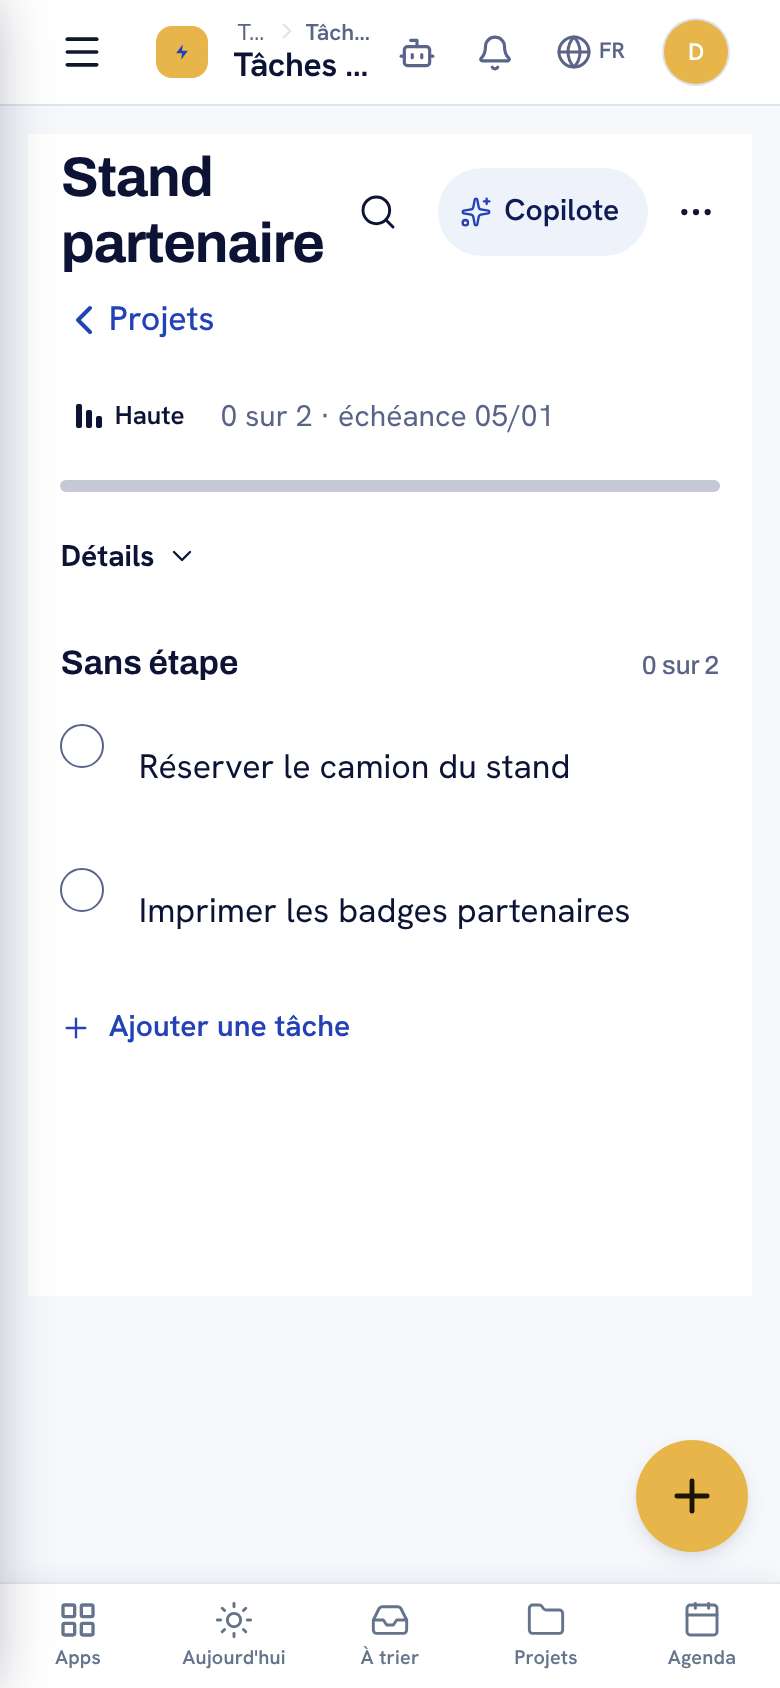 T... > Tâch...
Tâches ...
FR
D
Stand
partenaire
Copilote
Projets
Haute
0 sur 2 · échéance 05/01
Détails
Sans étape
0 sur 2
Réserver le camion du stand
Imprimer les badges partenaires
+ Ajouter une tâche
Apps
Aujourd'hui
À trier
Projets
Agenda